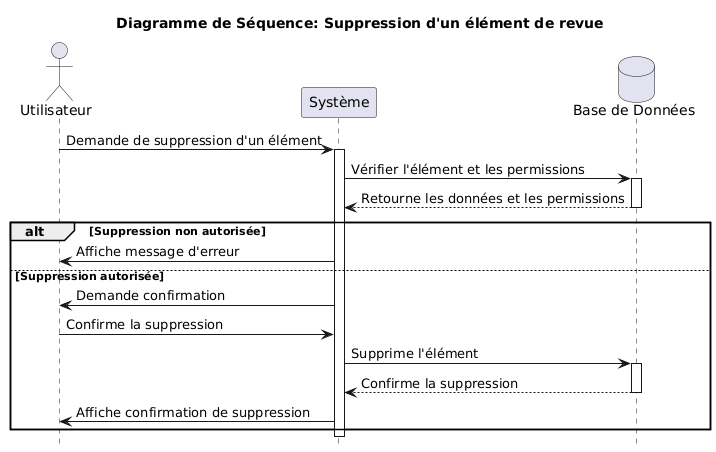 Diagramme de Séquence: Suppression d'un élément de revue
Utilisateur
Système
Base de Données
Demande de suppression d'un élément
Vérifier l'élément et les permissions
Retourne les données et les permissions
alt [Suppression non autorisée]
Affiche message d'erreur
[Suppression autorisée]
Demande confirmation
Confirme la suppression
Supprime l'élément
Confirme la suppression
Affiche confirmation de suppression